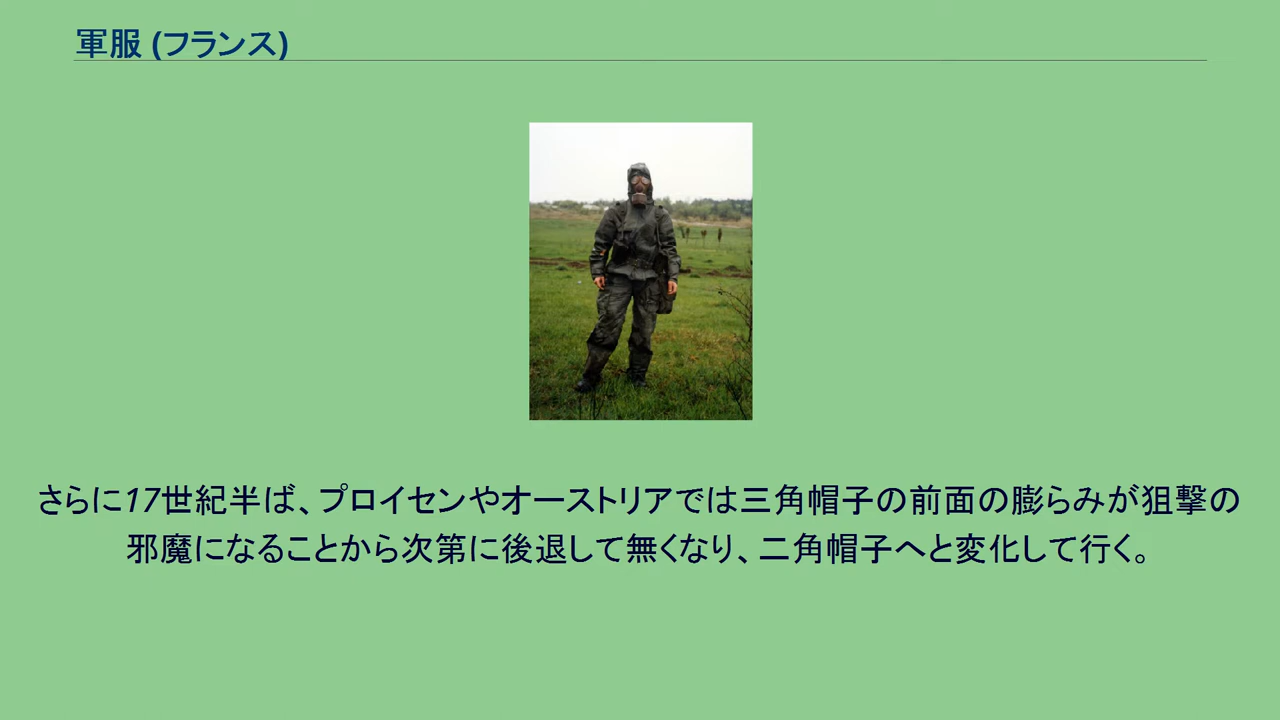 軍服 (フランス)
さらに17世紀半ば、プロイセンやオーストリアでは三角帽子の前面の膨らみが狙撃の
邪魔になることから次第に後退して無くなり、二角帽子へと変化して行く。